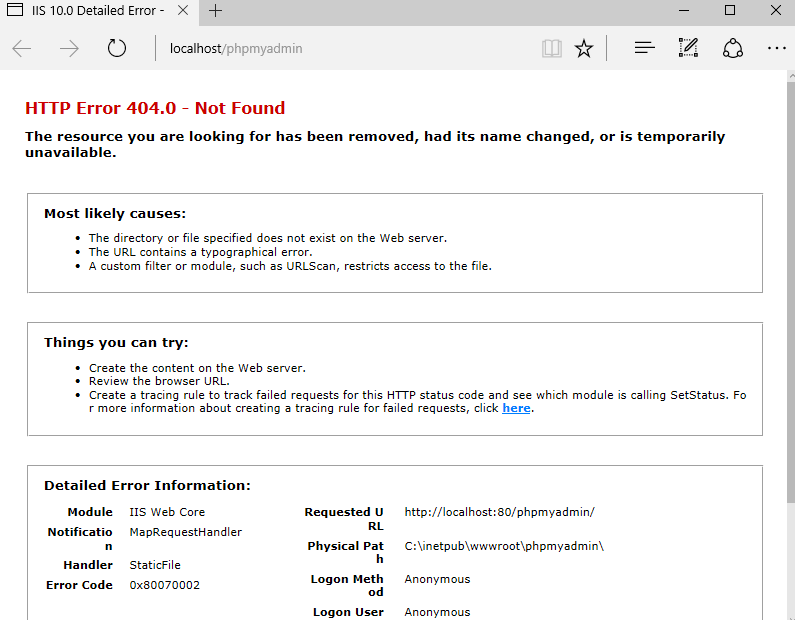 IIS 10.0 Detailed Error -
localhost/phpmyadmin
HTTP Error 404.0 - Not Found
The resource you are looking for has been removed, had its name changed, or is temporarily
unavailable.
Most likely causes:
• The directory or file specified does not exist on the Web server.
• The URL contains a typographical error.
• A custom filter or module, such as URLScan, restricts access to the file.
Things you can try:
• Create the content on the Web server.
• Review the browser URL.
• Create a tracing rule to track failed requests for this HTTP status code and see which module is calling SetStatus. Fo
r more information about creating a tracing rule for failed requests, click here.
Detailed Error Information:
Module IIS Web Core
Notificatio MapRequestHandler
n
Handler StaticFile
Error Code 0x80070002
Requested U http://localhost:80/phpmyadmin/
RL
Physical Pat C:\inetpub\wwwroot\phpmyadmin\
h
Logon Meth Anonymous
od
Logon User Anonymous